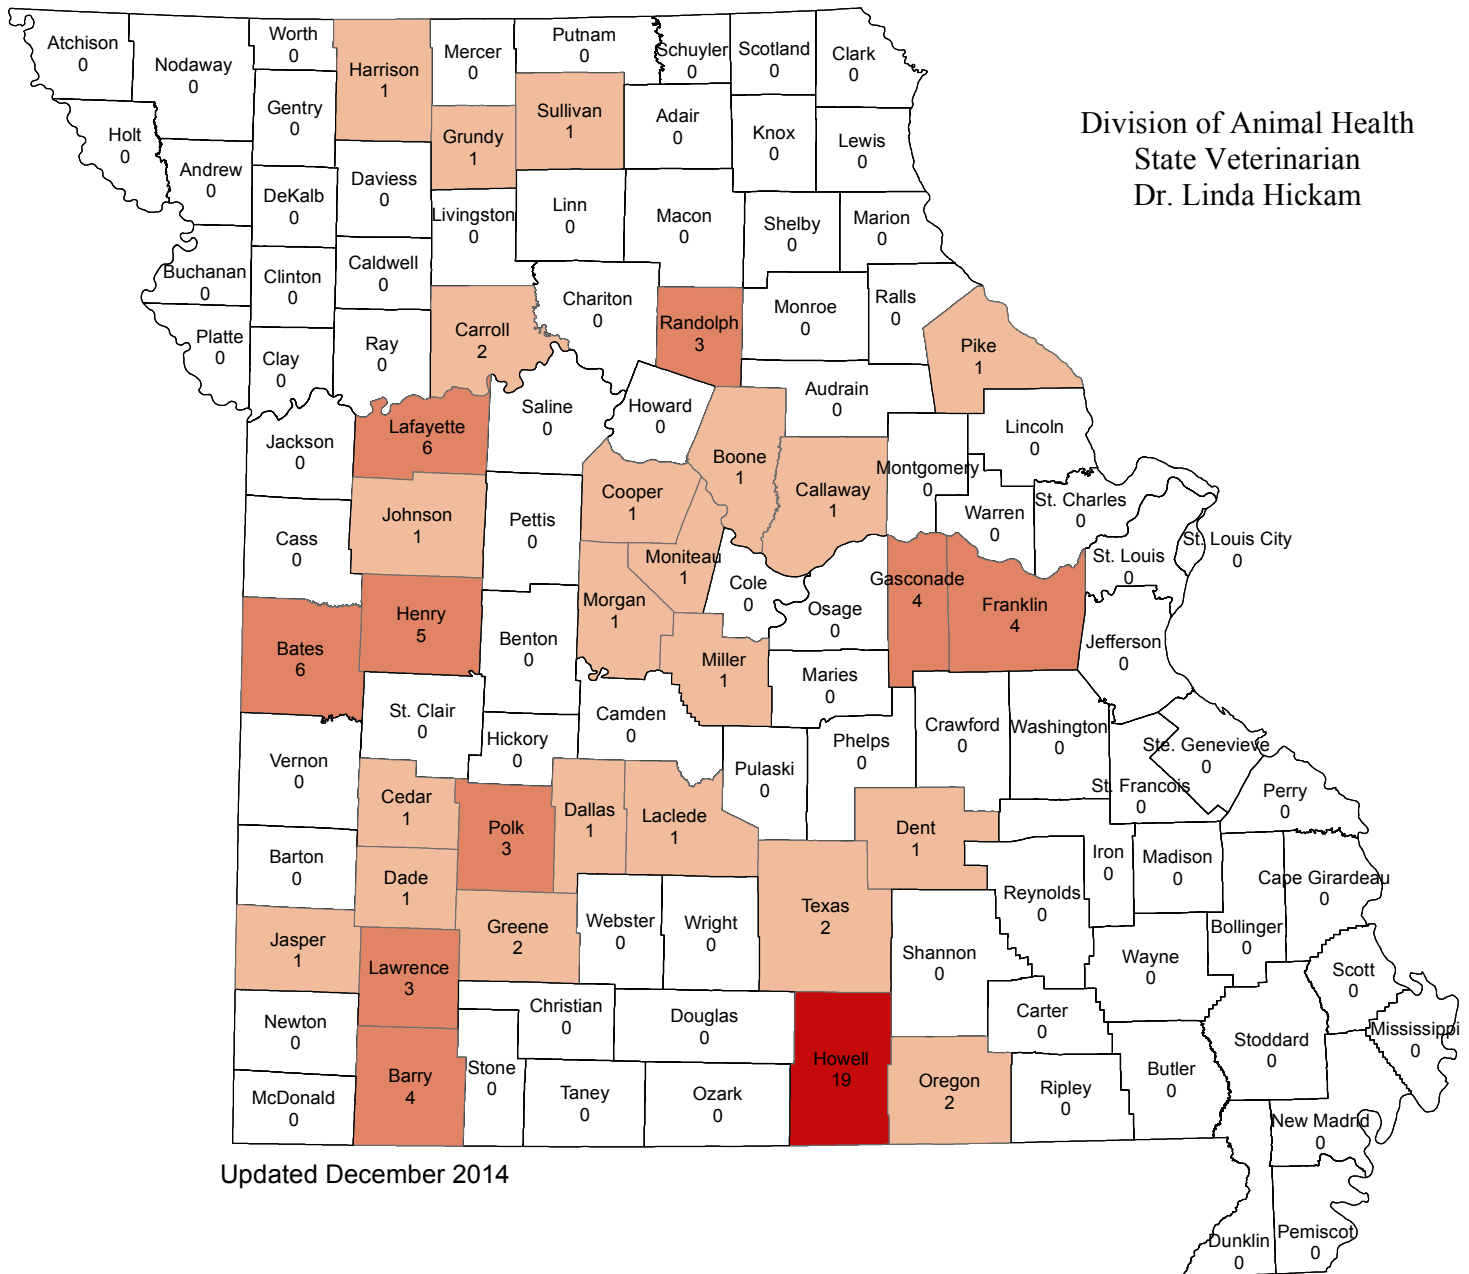 Division of Animal Health
State Veterinarian
Dr. Linda Hickam
Atchison
0
Nodaway
0
Worth
0
Harrison
1
Mercer
0
Putnam
0
Schuyler
0
Scotland
0
Clark
0
Gentry
0
Holt
0
Andrew
0
DeKalb
0
Daviess
0
Grundy
1
Sullivan
1
Adair
0
Knox
0
Lewis
0
Livingston
0
Linn
0
Macon
0
Shelby
0
Marion
0
Buchanan
0
Clinton
0
Caldwell
0
Chariton
0
Monroe
0
Ralls
0
Platte
0
Clay
0
Ray
0
Carroll
2
Randolph
3
Pike
1
Audrain
0
Jackson
0
Lafayette
6
Saline
0
Howard
0
Boone
1
Callaway
1
Montgomery
0
Lincoln
0
Warren
0
St. Charles
0
St. Louis
0
St. Louis City
0
Cass
0
Johnson
1
Pettis
0
Cooper
1
Moniteau
1
Cole
0
Osage
0
Gasconade
4
Franklin
4
Jefferson
0
Bates
6
Henry
5
Benton
0
Morgan
1
Miller
1
Maries
0
St. Clair
0
Hickory
0
Camden
0
Pulaski
0
Phelps
0
Crawford
0
Washington
0
Ste. Genevieve
0
St. Francois
0
Perry
0
Vernon
0
Cedar
1
Polk
3
Dallas
1
Laclede
1
Dent
1
Iron
0
Madison
0
Cape Girardeau
0
Barton
0
Dade
1
Greene
2
Webster
0
Wright
0
Texas
2
Reynolds
0
Bollinger
0
Jasper
1
Lawrence
3
Shannon
0
Wayne
0
Scott
0
Newton
0
Christian
0
Douglas
0
Howell
19
Carter
0
Stoddard
0
Mississippi
0
McDonald
0
Barry
4
Stone
0
Taney
0
Ozark
0
Oregon
2
Ripley
0
Butler
0
New Madrid
0
Dunklin
0
Pemiscot
0
Updated December 2014